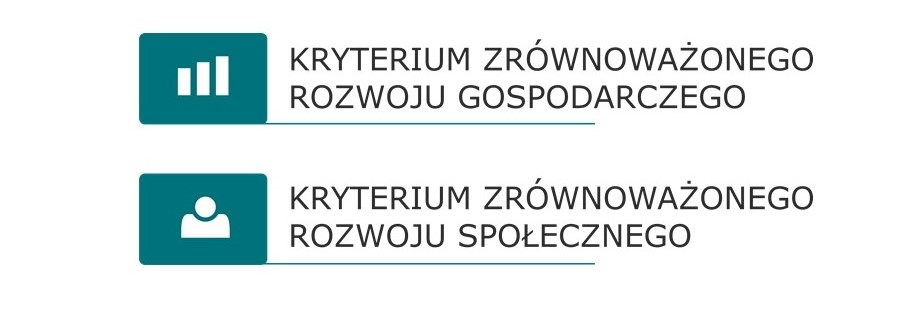 KRYTERIUM ZRÓWNOWAŻONEGO
ROZWOJU GOSPODARCZEGO
KRYTERIUM ZRÓWNOWAŻONEGO
ROZWOJU SPOŁECZNEGO